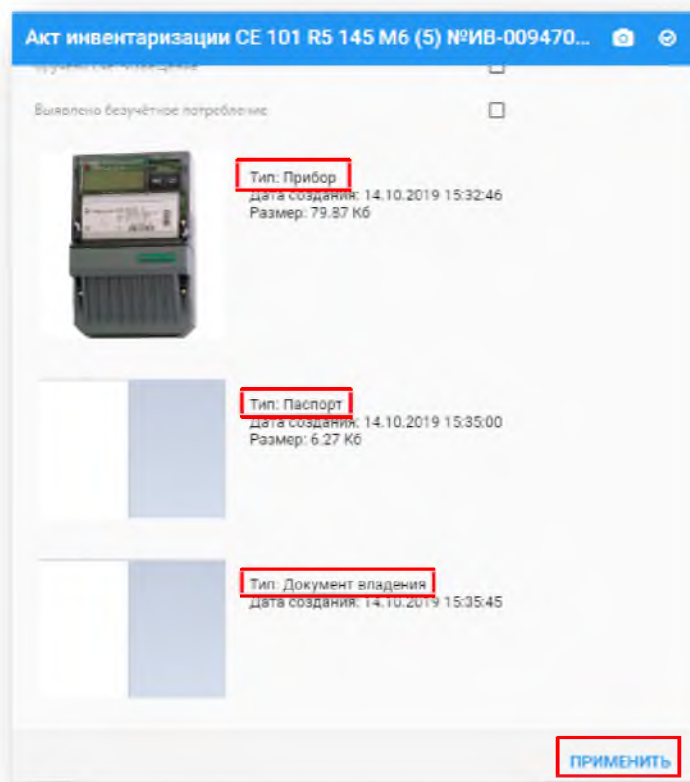 Акт инвентаризации СЕ 101 R5 145 М6 (5) №ИВ-009470...
Выявлено безучётное потребление
Тип: Прибор
Дата создания: 14.10.2019 15:32:46
Размер: 79.87 Кб
Тип: Паспорт
Дата создания: 14.10.2019 15:35:00
Размер: 6.27 Кб
Тип: Документ владения
Дата создания: 14.10.2019 15:35:45
ПРИМЕНИТЬ